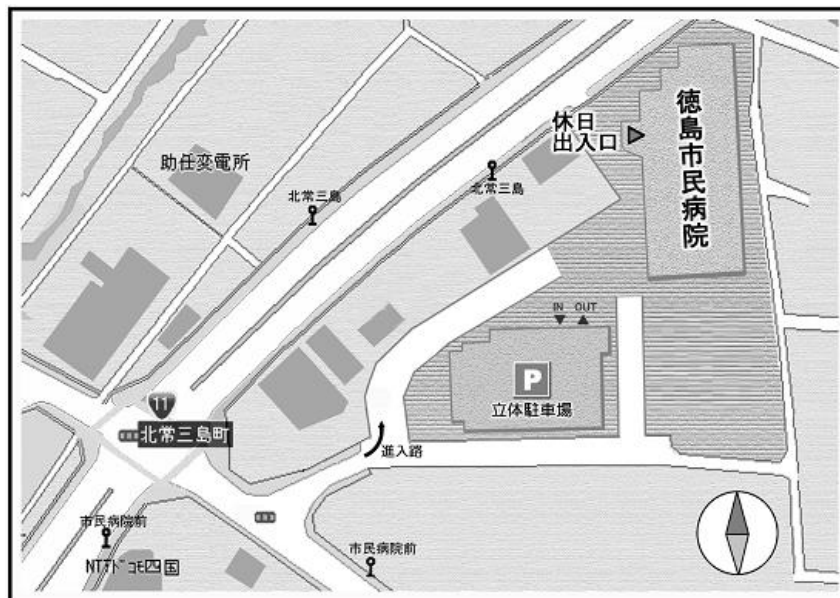 休日
出入口
徳島市民病院
助任変電所
北常三島
北常三島
IN OUT
P
立体駐車場
11
北常三島町
進入路
市民病院前
市民病院前
NTTドコモ四国